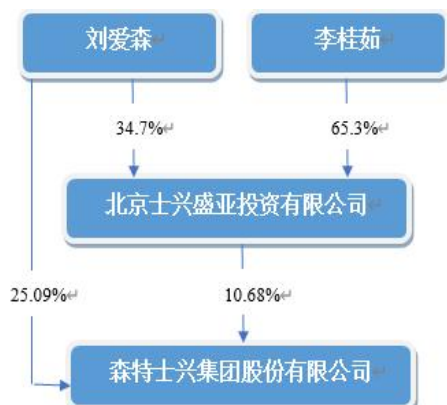 刘爱森
李桂茹
34.7%
65.3%
北京士兴盛亚投资有限公司
25.09%
10.68%
森特士兴集团股份有限公司